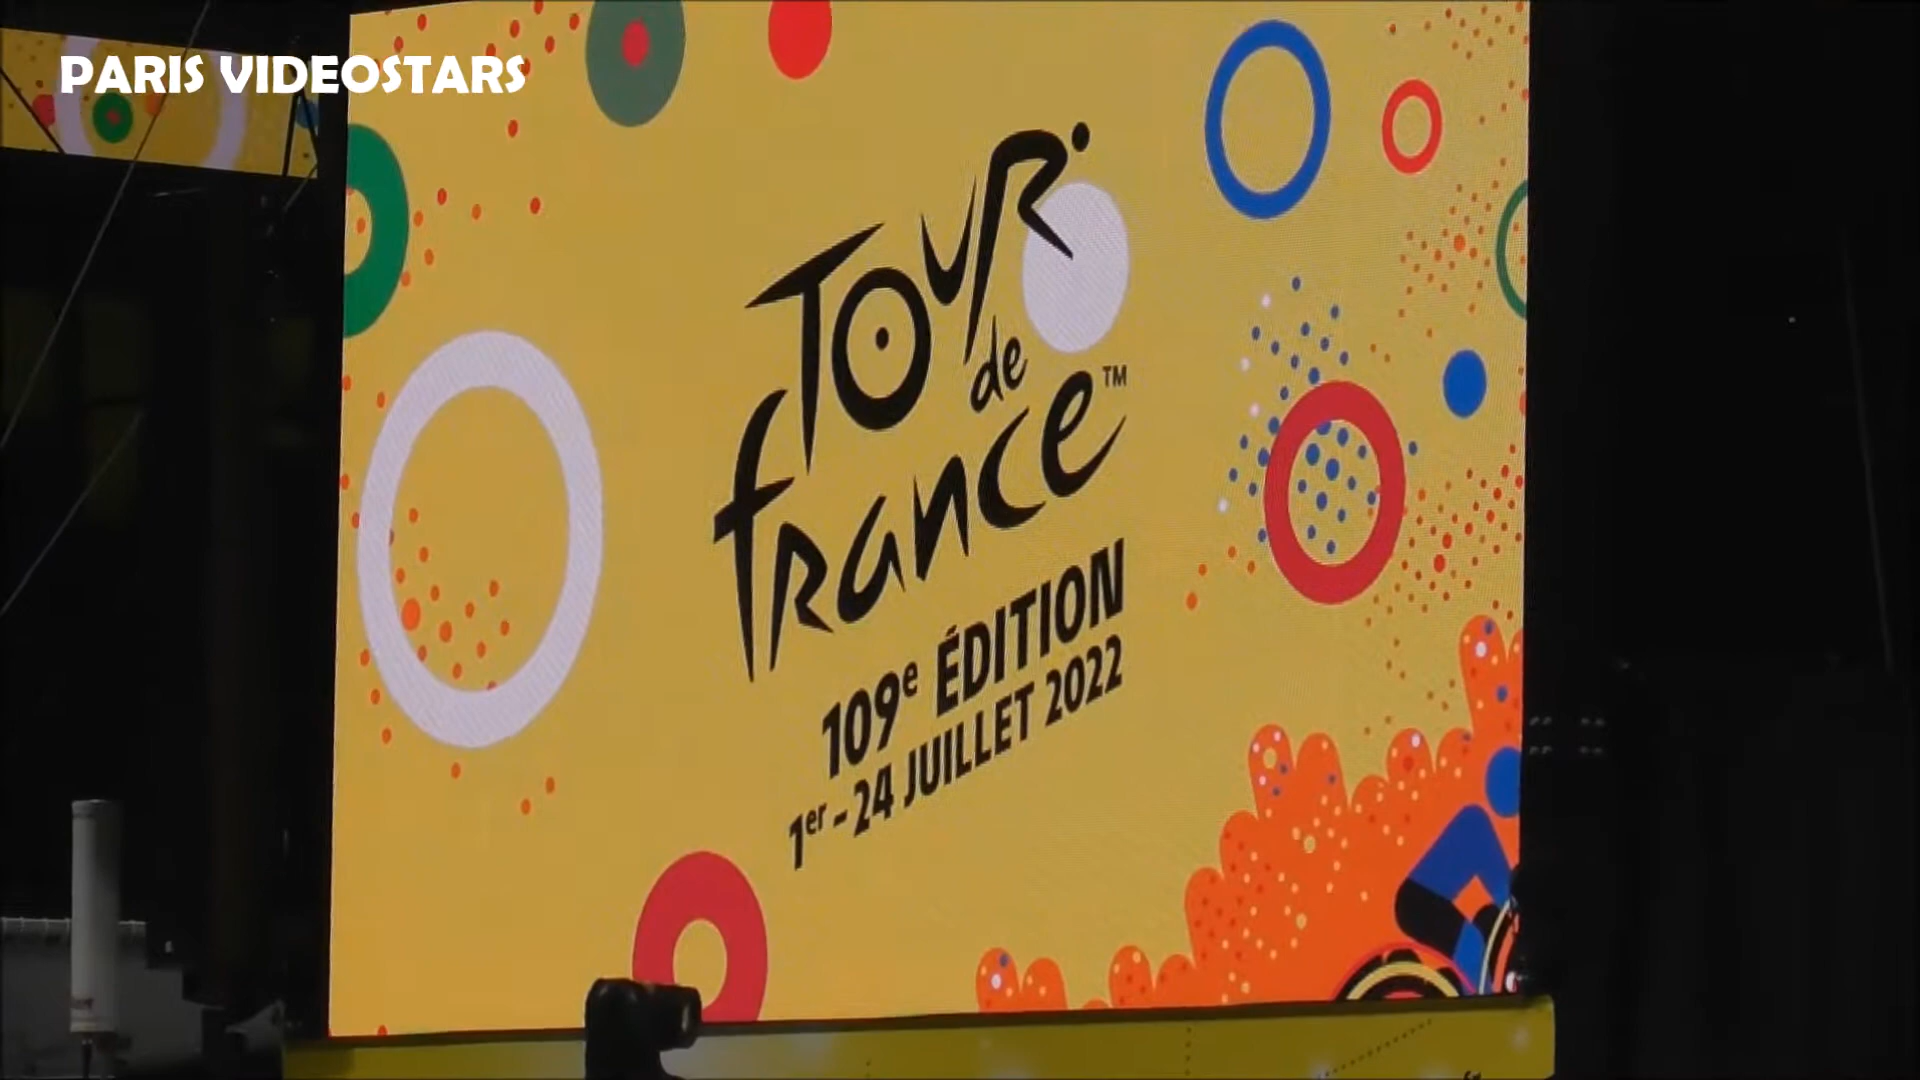 PARIS VIDEOSTARS
TOUR
de
france™
109e ÉDITION
1er – 24 JUILLET 2022